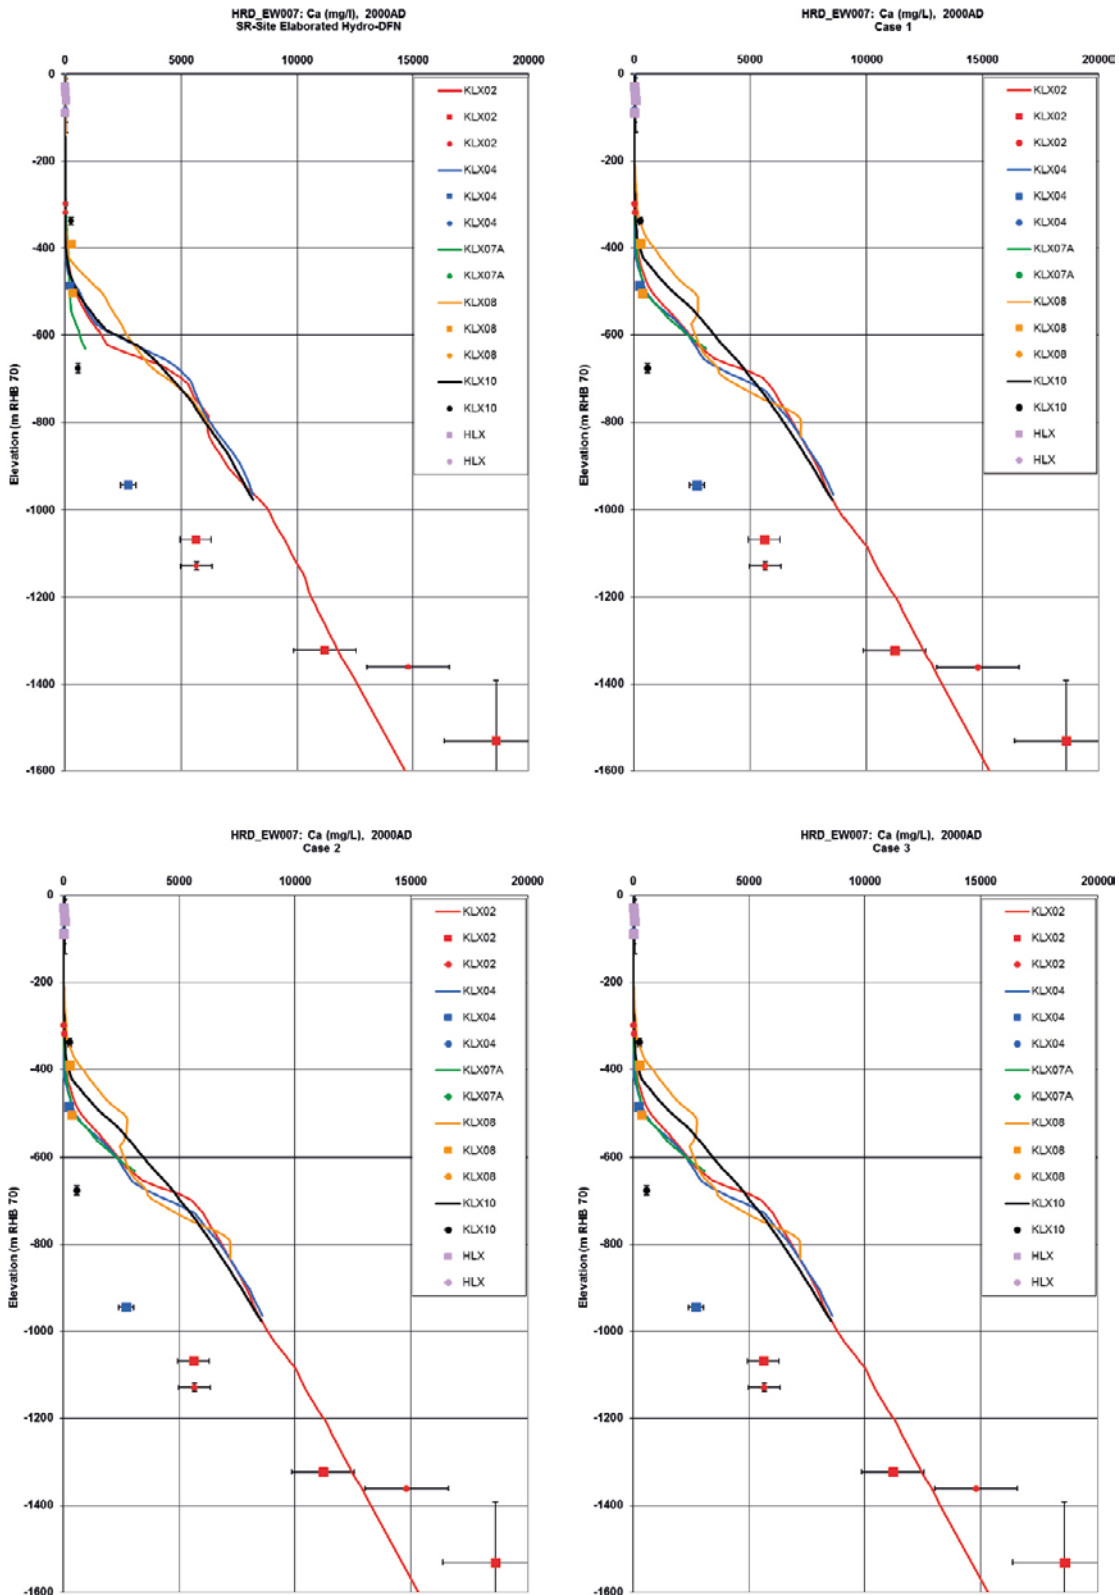 HRD_EW007: Ca (mg/l), 2000AD
SR-Site Elaborated Hydro-DFN
0 5000 10000 15000 20000
0
-200
-400
-600
-800
-1000
-1200
-1400
-1600
Elevation (m RHB 70)
KLX02
KLX02
KLX02
KLX04
KLX04
KLX04
KLX07A
KLX07A
KLX08
KLX08
KLX08
KLX10
KLX10
HLX
HLX
HRD_EW007: Ca (mg/L), 2000AD
Case 1
0 5000 10000 15000 20000
0
-200
-400
-600
-800
-1000
-1200
-1400
-1600
Elevation (m RHB 70)
KLX02
KLX02
KLX02
KLX04
KLX04
KLX04
KLX07A
KLX07A
KLX08
KLX08
KLX08
KLX10
KLX10
HLX
HLX
HRD_EW007: Ca (mg/L), 2000AD
Case 2
0 5000 10000 15000 20000
0
-200
-400
-600
-800
-1000
-1200
-1400
-1600
Elevation (m RHB 70)
KLX02
KLX02
KLX02
KLX04
KLX04
KLX04
KLX07A
KLX07A
KLX08
KLX08
KLX08
KLX10
KLX10
HLX
HLX
HRD_EW007: Ca (mg/L), 2000AD
Case 3
0 5000 10000 15000 20000
0
-200
-400
-600
-800
-1000
-1200
-1400
-1600
Elevation (m RHB 70)
KLX02
KLX02
KLX02
KLX04
KLX04
KLX04
KLX07A
KLX07A
KLX08
KLX08
KLX08
KLX10
KLX10
HLX
HLX